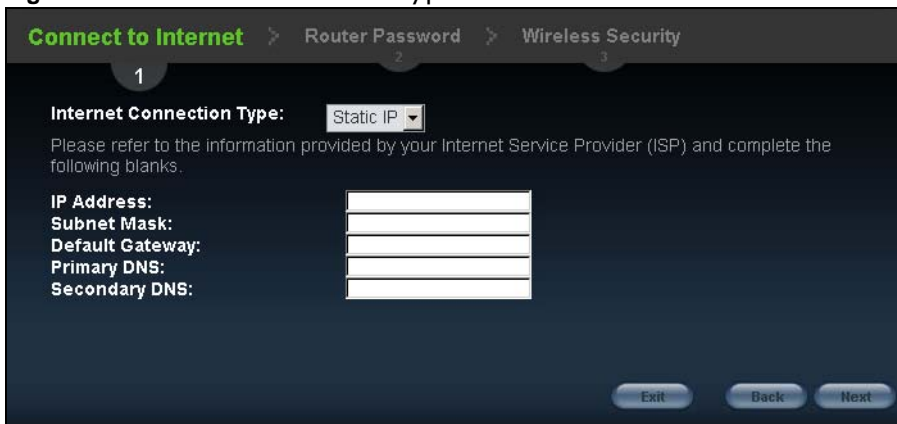 Connect to Internet > Router Password > Wireless Security
1 2 3
Internet Connection Type: Static IP
Please refer to the information provided by your Internet Service Provider (ISP) and complete the
following blanks.
IP Address:
Subnet Mask:
Default Gateway:
Primary DNS:
Secondary DNS:
Exit Back Next